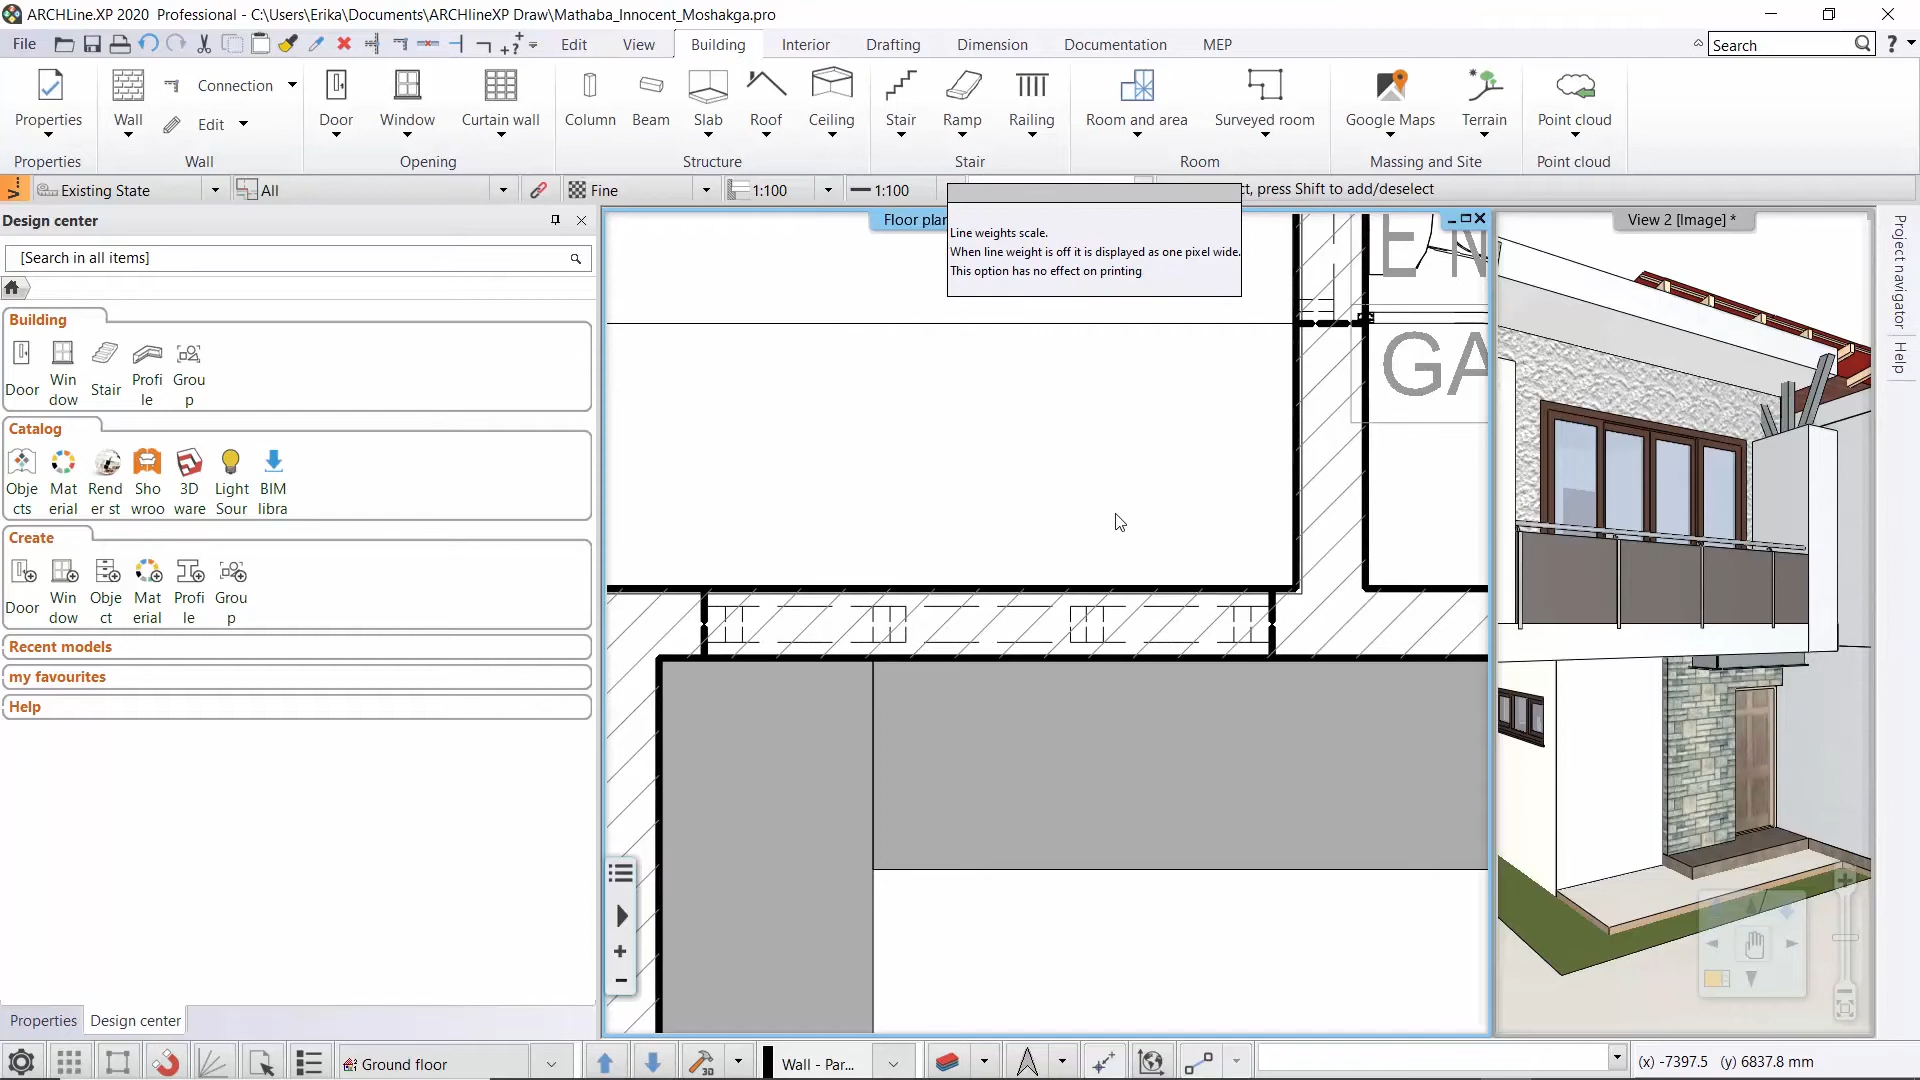 ARCHLine.XP 2020 Professional - C:\Users\Erika\Documents\ARCHlineXP Draw\Mathaba_Innocent_Moshakga.pro
File Edit View Building Interior Drafting Dimension Documentation MEP Search ?
Properties Wall Connection Edit Door Window Curtain wall Column Beam Slab Roof Ceiling Stair Ramp Railing Room and area Surveyed room Google Maps Terrain Point cloud
Properties Wall Opening Structure Stair Room Massing and Site Point cloud
Existing State All Fine 1:100 1:100 ct, press Shift to add/deselect
Line weights scale.
When line weight is off it is displayed as one pixel wide.
This option has no effect on printing
Design center
[Search in all items]
Building
Door
Win
dow
Stair
Profi
le
Grou
p
Catalog
Obje
cts
Mat
erial
Rend
er st
Sho
wroo
3D
ware
Light
Sour
BIM
libra
Create
Door
Win
dow
Obje
ct
Mat
erial
Profi
le
Grou
p
Recent models
my favourites
Help
Properties Design center
Floor plan
EN
GA
View 2 [Image] *
Project navigator
Help
3D
Ground floor Wall - Par... (x) -7397.5 (y) 6837.8 mm